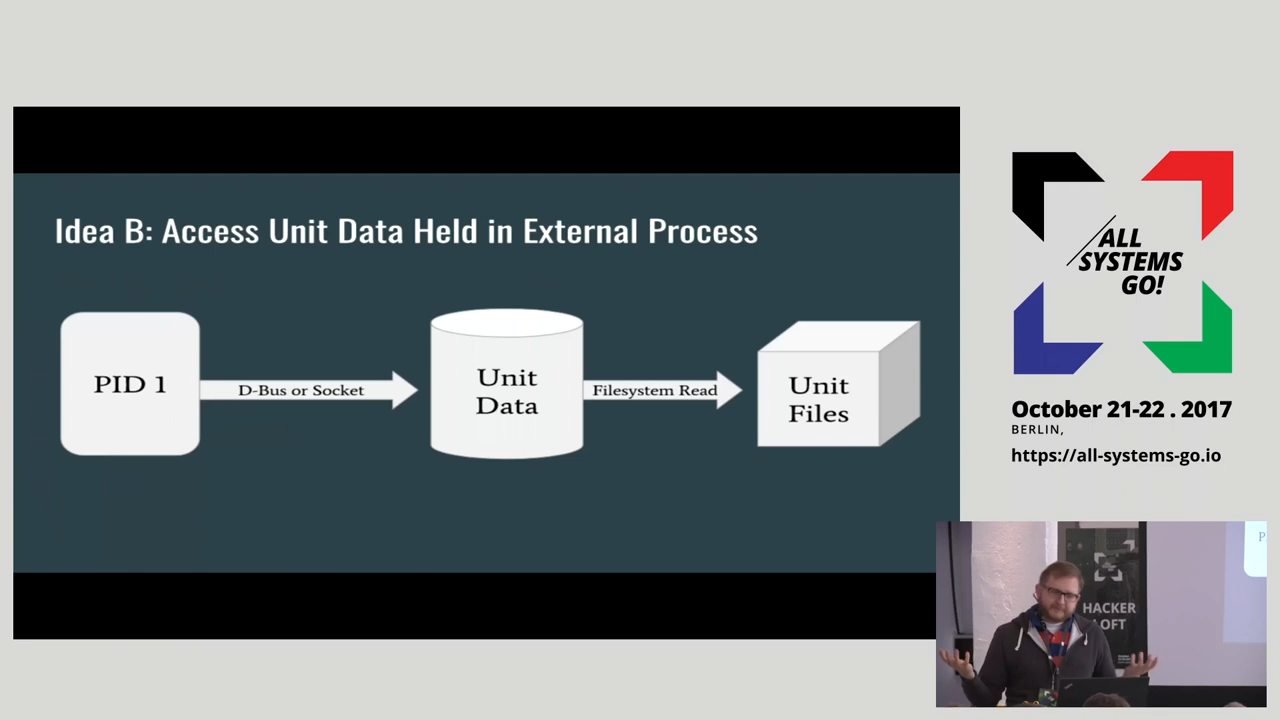 Idea B: Access Unit Data Held in External Process
PID 1
D-Bus or Socket
Unit
Data
Filesystem Read
Unit
Files
ALL
SYSTEMS
GO!
October 21-22 . 2017
BERLIN,
https://all-systems-go.io
P
HACKER
LOFT